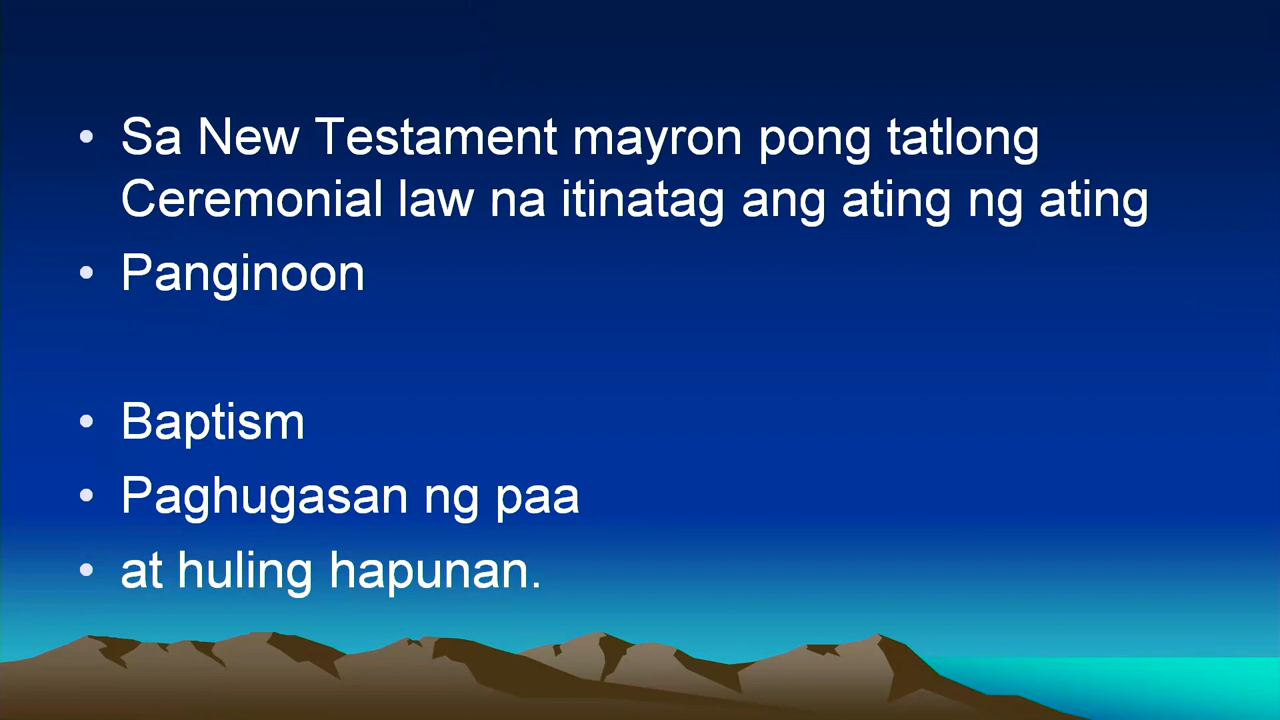 • Sa New Testament mayron pong tatlong
Ceremonial law na itinatag ang ating ng ating
• Panginoon
• Baptism
• Paghugasan ng paa
• at huling hapunan.